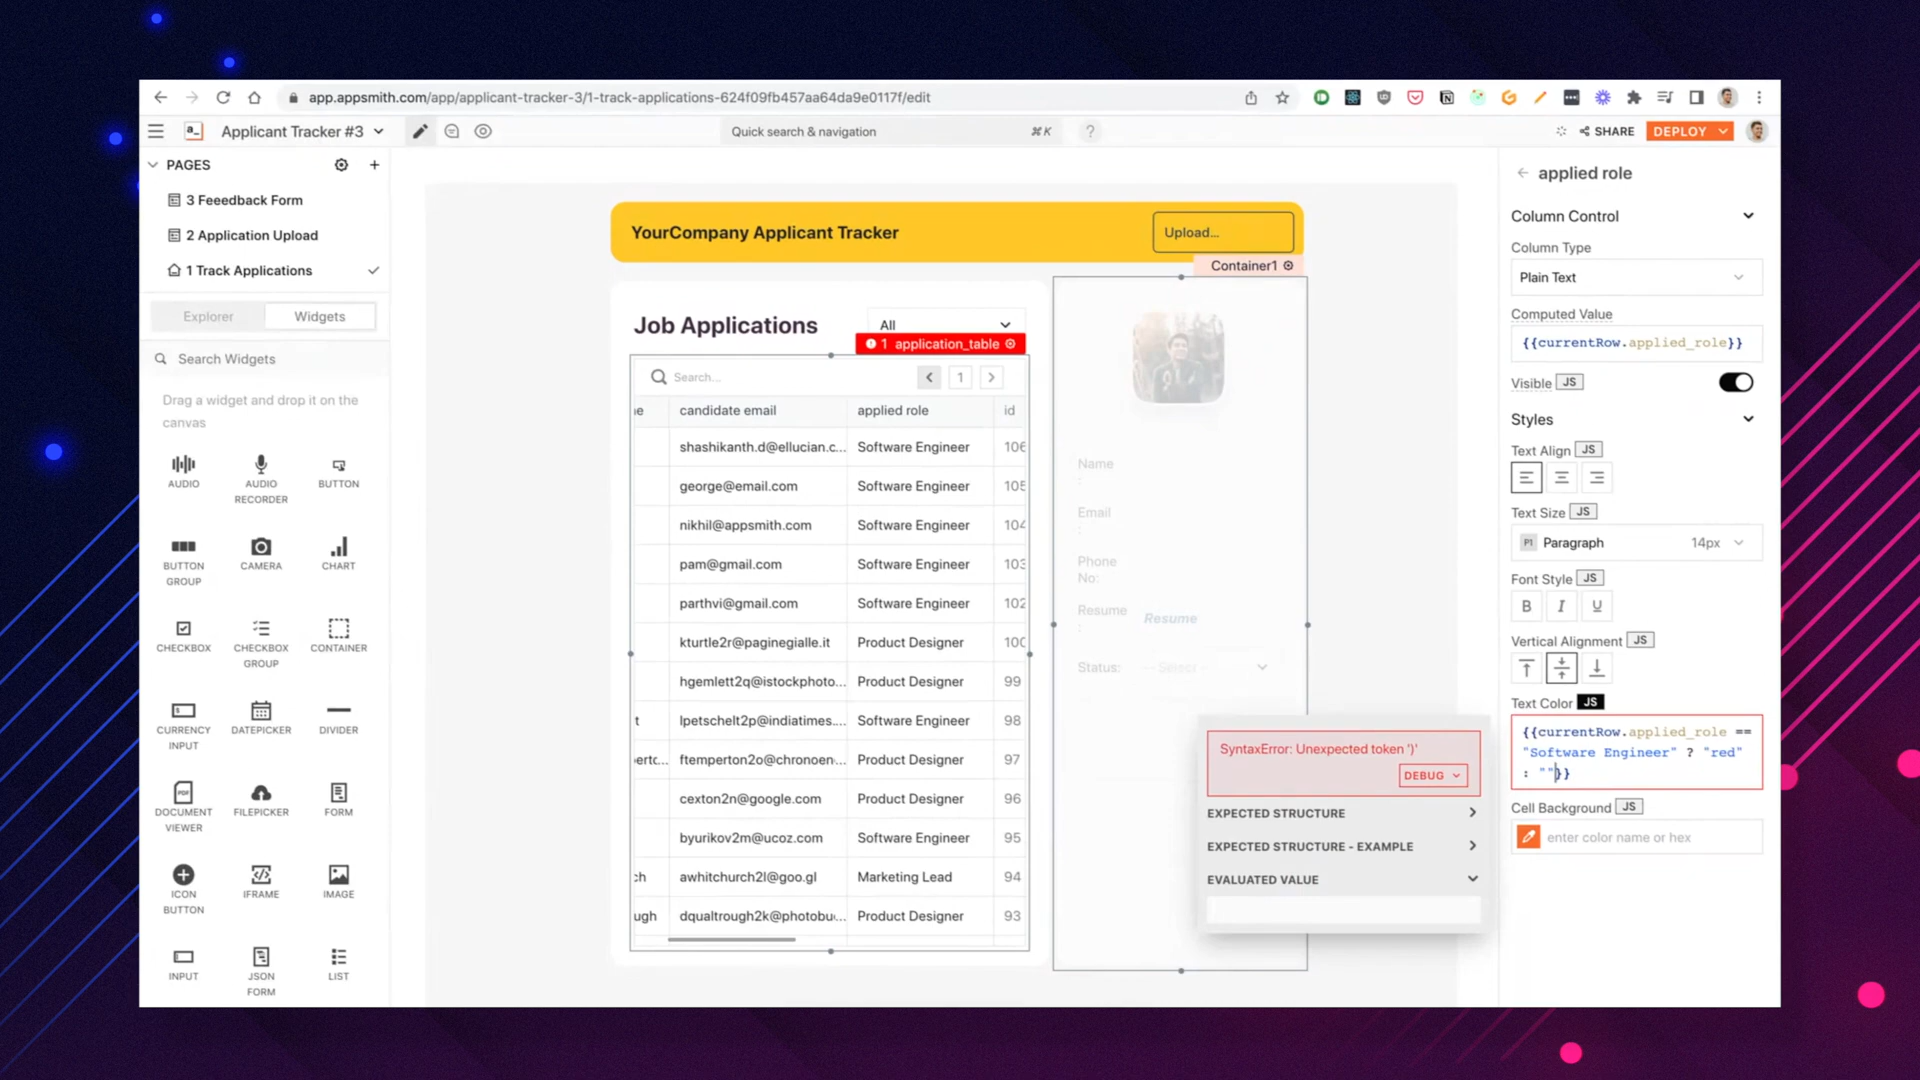 app.appsmith.com/app/applicant-tracker-3/1-track-applications-624f09fb457aa64da9e0117f/edit
Applicant Tracker #3
Quick search & navigation
⌘K
?
SHARE
DEPLOY
PAGES
3 Feeedback Form
2 Application Upload
1 Track Applications
Explorer
Widgets
Search Widgets
Drag a widget and drop it on the
canvas
AUDIO
AUDIO
RECORDER
BUTTON
BUTTON
GROUP
CAMERA
CHART
CHECKBOX
CHECKBOX
GROUP
CONTAINER
CURRENCY
INPUT
DATEPICKER
DIVIDER
DOCUMENT
VIEWER
FILEPICKER
FORM
ICON
BUTTON
IFRAME
IMAGE
INPUT
JSON
FORM
LIST
YourCompany Applicant Tracker
Upload...
Container1
Job Applications
All
1 application_table
Search...
1
candidate email applied role id
shashikanth.d@ellucian.c... Software Engineer 106
george@email.com Software Engineer 105
nikhil@appsmith.com Software Engineer 104
pam@gmail.com Software Engineer 103
parthvi@gmail.com Software Engineer 102
kturtle2r@paginegialle.it Product Designer 100
hgemlett2q@istockphoto... Product Designer 99
t lpetschelt2p@indiatimes.... Software Engineer 98
ertc... ftemperton2o@chronoen... Product Designer 97
cexton2n@google.com Product Designer 96
byurikov2m@ucoz.com Software Engineer 95
ch awhitchurch2l@goo.gl Marketing Lead 94
ugh dqualtrough2k@photobu... Product Designer 93
Name
:
Email
:
Phone
No:
Resume
:
Resume
Status:
-- Select --
SyntaxError: Unexpected token ')'
DEBUG
EXPECTED STRUCTURE
EXPECTED STRUCTURE - EXAMPLE
EVALUATED VALUE
applied role
Column Control
Column Type
Plain Text
Computed Value
{{currentRow.applied_role}}
Visible JS
Styles
Text Align JS
Text Size JS
P1 Paragraph 14px
Font Style JS
B I U
Vertical Alignment JS
Text Color JS
{{currentRow.applied_role ==
"Software Engineer" ? "red"
: ""}}
Cell Background JS
enter color name or hex